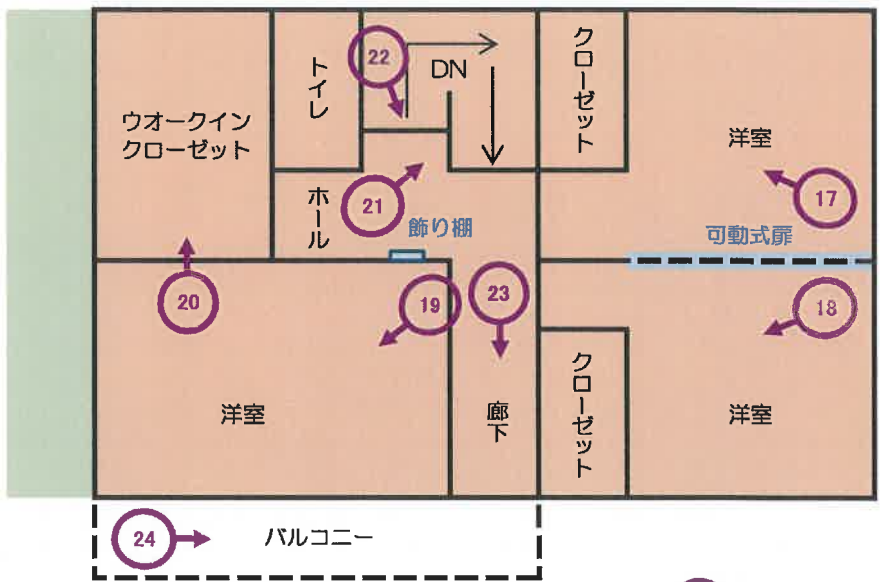 ウオークイン
クローゼット
トイレ
22
DN
クローゼット
洋室
ホール
21
飾り棚
17
可動式扉
20
19
23
18
洋室
廊下
クローゼット
洋室
24
バルコニー